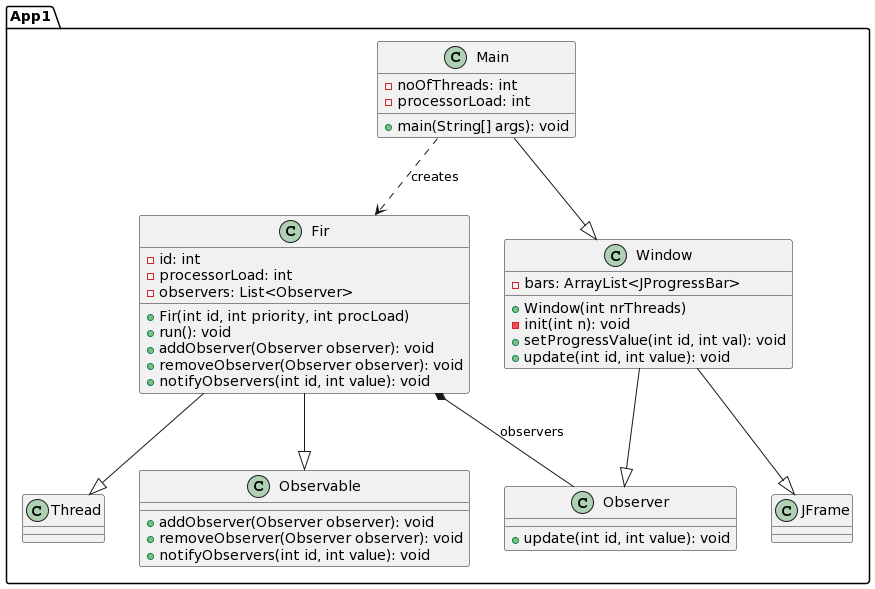 App1
C Main
noOfThreads: int
processorLoad: int
main(String[] args): void
creates
C Fir
id: int
processorLoad: int
observers: List<Observer>
Fir(int id, int priority, int procLoad)
run(): void
addObserver(Observer observer): void
removeObserver(Observer observer): void
notifyObservers(int id, int value): void
C Window
bars: ArrayList<JProgressBar>
Window(int nrThreads)
init(int n): void
setProgressValue(int id, int val): void
update(int id, int value): void
observers
C Thread
C Observable
addObserver(Observer observer): void
removeObserver(Observer observer): void
notifyObservers(int id, int value): void
C Observer
update(int id, int value): void
C JFrame